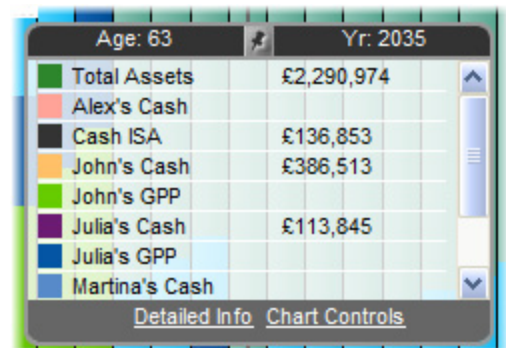 Age: 63 Yr: 2035
Total Assets £2,290,974
Alex's Cash
Cash ISA £136,853
John's Cash £386,513
John's GPP
Julia's Cash £113,845
Julia's GPP
Martina's Cash
Detailed Info Chart Controls